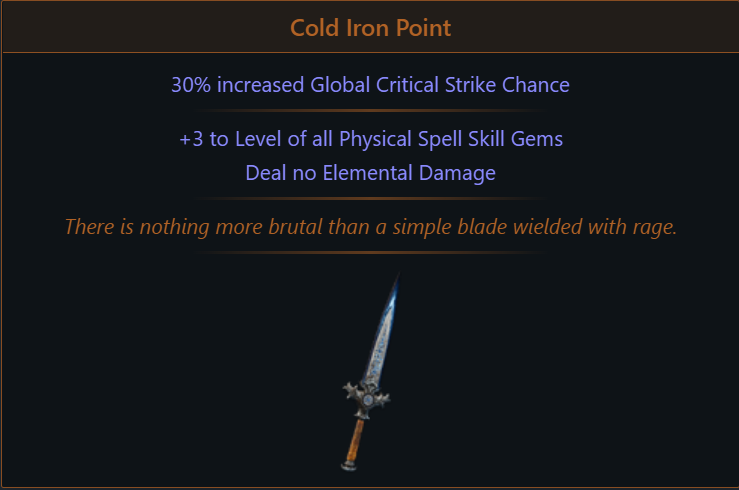 Cold Iron Point
30% increased Global Critical Strike Chance
+3 to Level of all Physical Spell Skill Gems
Deal no Elemental Damage
There is nothing more brutal than a simple blade wielded with rage.